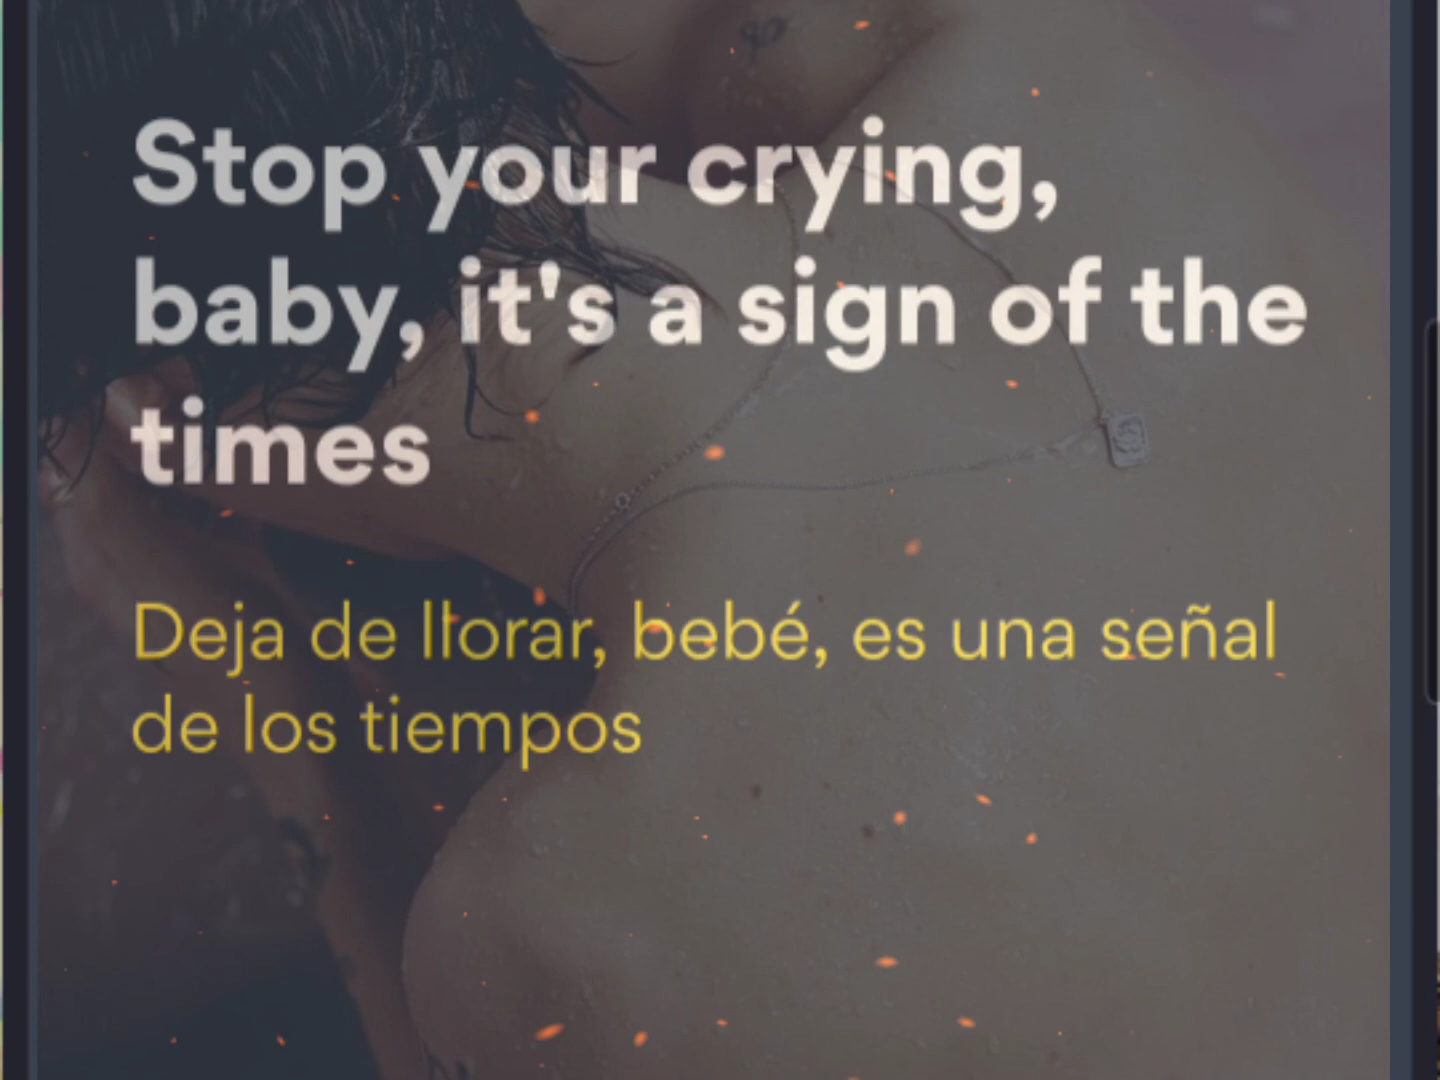 Stop your crying,
baby, it's a sign of the
times
Deja de llorar, bebé, es una señal
de los tiempos